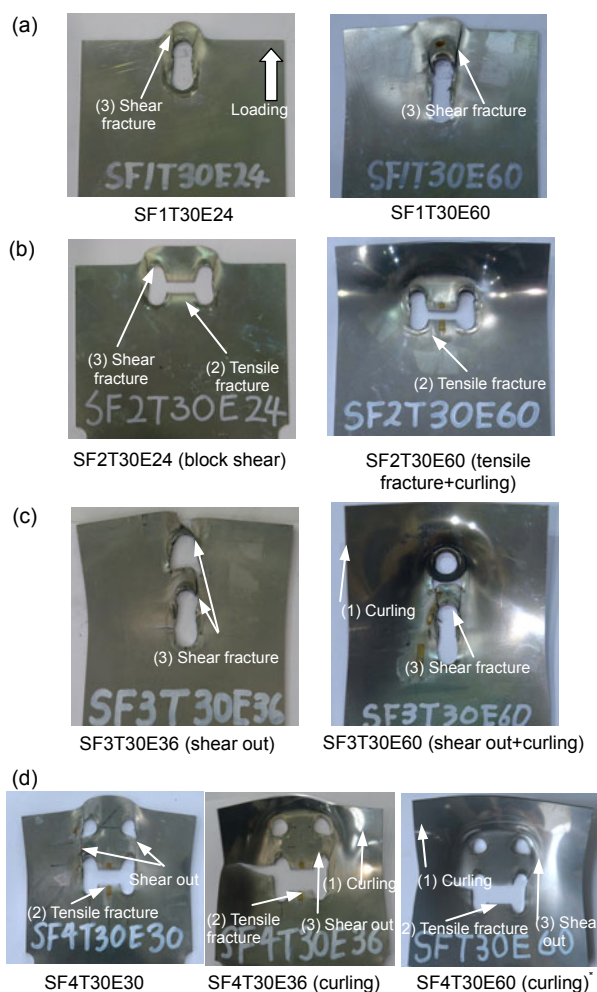 (a)
(3) Shear
fracture
Loading
(3) Shear fracture
SF1T30E24
SF1T30E60
SF1T30E24
SF1T30E60
(b)
(3) Shear
fracture
(2) Tensile
fracture
(2) Tensile fracture
SF2T30E24
SF2T30E60
SF2T30E24 (block shear)
SF2T30E60 (tensile
fracture+curling)
(c)
(3) Shear fracture
(1) Curling
(3) Shear fracture
SF3T30E36
SF3T30E60
SF3T30E36 (shear out)
SF3T30E60 (shear out+curling)
(d)
Shear out
(2) Tensile fracture
(1) Curling
(2) Tensile
fracture
(3) Shear out
(1) Curling
2) Tensile
fracture
(3) Shear
out
SF4T30E30
SF4T30E36
SFT30E60
SF4T30E30
SF4T30E36 (curling)
SF4T30E60 (curling)*